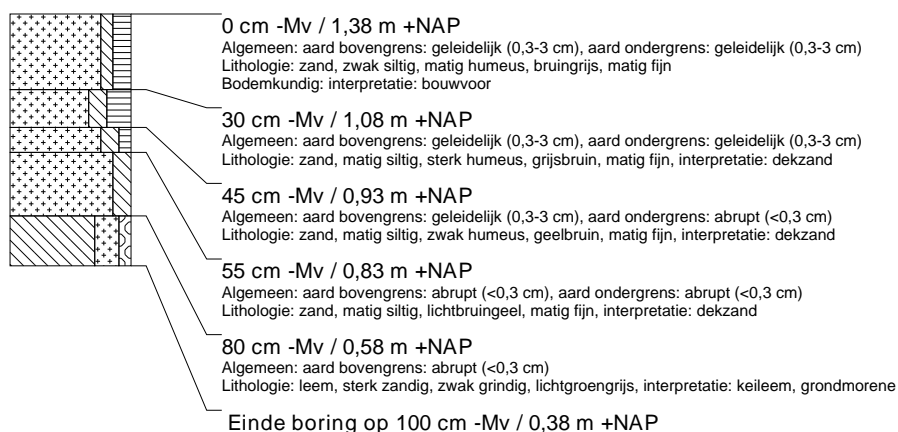 0 cm -Mv / 1,38 m +NAP
Algemeen: aard bovengrens: geleidelijk (0,3-3 cm), aard ondergrens: geleidelijk (0,3-3 cm)
Lithologie: zand, zwak siltig, matig humeus, bruingrijs, matig fijn
Bodemkundig: interpretatie: bouwvoor
30 cm -Mv / 1,08 m +NAP
Algemeen: aard bovengrens: geleidelijk (0,3-3 cm), aard ondergrens: geleidelijk (0,3-3 cm)
Lithologie: zand, matig siltig, sterk humeus, grijsbruin, matig fijn, interpretatie: dekzand
45 cm -Mv / 0,93 m +NAP
Algemeen: aard bovengrens: geleidelijk (0,3-3 cm), aard ondergrens: abrupt (<0,3 cm)
Lithologie: zand, matig siltig, zwak humeus, geelbruin, matig fijn, interpretatie: dekzand
55 cm -Mv / 0,83 m +NAP
Algemeen: aard bovengrens: abrupt (<0,3 cm), aard ondergrens: abrupt (<0,3 cm)
Lithologie: zand, matig siltig, lichtbruingeel, matig fijn, interpretatie: dekzand
80 cm -Mv / 0,58 m +NAP
Algemeen: aard bovengrens: abrupt (<0,3 cm)
Lithologie: leem, sterk zandig, zwak grindig, lichtgroengrijs, interpretatie: keileem, grondmorene
Einde boring op 100 cm -Mv / 0,38 m +NAP